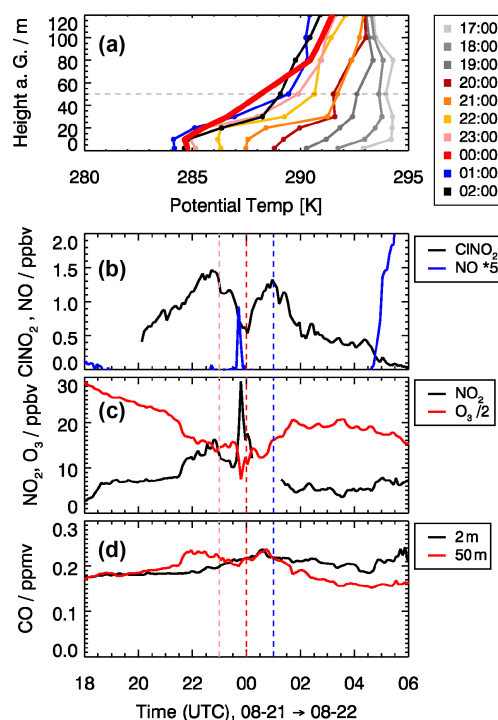 120
100
80
60
40
20
0
Height a. G. / m
(a)
280 285 290 295
Potential Temp [K]
17:00
18:00
19:00
20:00
21:00
22:00
23:00
00:00
01:00
02:00
2.0
1.5
1.0
0.5
0.0
ClNO₂ , NO / ppbv
(b)
ClNO₂
NO *5
30
20
10
0
NO₂, O₃ / ppbv
(c)
NO₂
O₃ /2
0.3
0.2
0.1
0.0
CO / ppmv
(d)
2 m
50 m
18 20 22 00 02 04 06
Time (UTC), 08-21 → 08-22